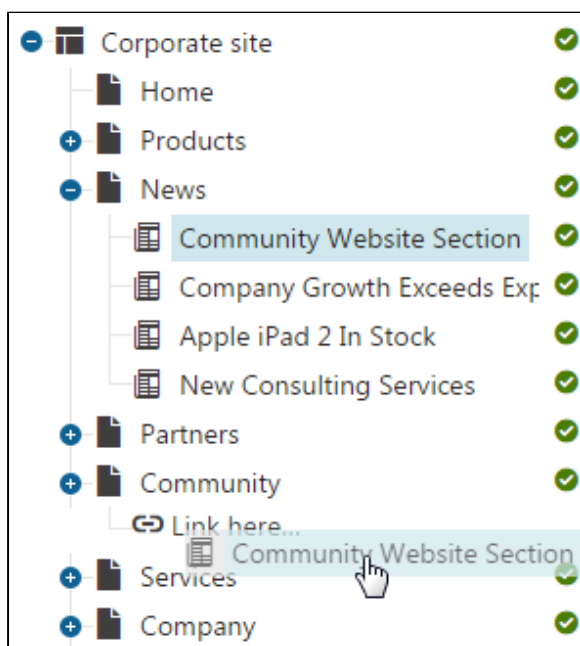 Corporate site
Home
Products
News
Community Website Section
Company Growth Exceeds Exp
Apple iPad 2 In Stock
New Consulting Services
Partners
Community
Link here...
Community Website Section
Services
Company